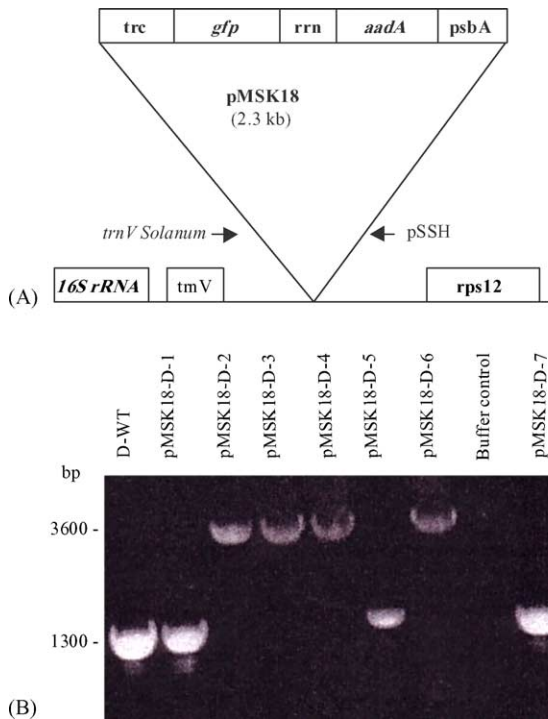 trc gfp rrn aadA psbA
pMSK18
(2.3 kb)
trnV Solanum
pSSH
(A)
16S rRNA
tmV
rps12
D-WT
pMSK18-D-1
pMSK18-D-2
pMSK18-D-3
pMSK18-D-4
pMSK18-D-5
pMSK18-D-6
Buffer control
pMSK18-D-7
bp
3600 -
1300 -
(B)